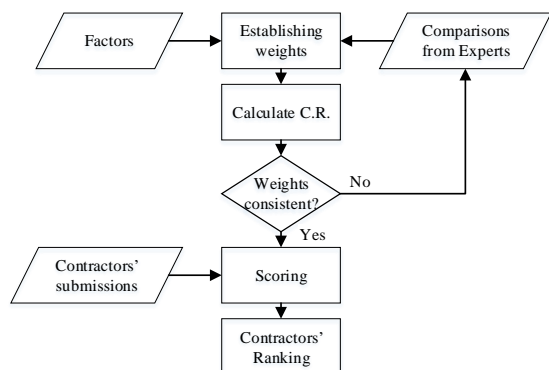 Factors
Establishing
weights
Comparisons
from Experts
Calculate C.R.
Weights
consistent?
No
Yes
Contractors'
submissions
Scoring
Contractors'
Ranking